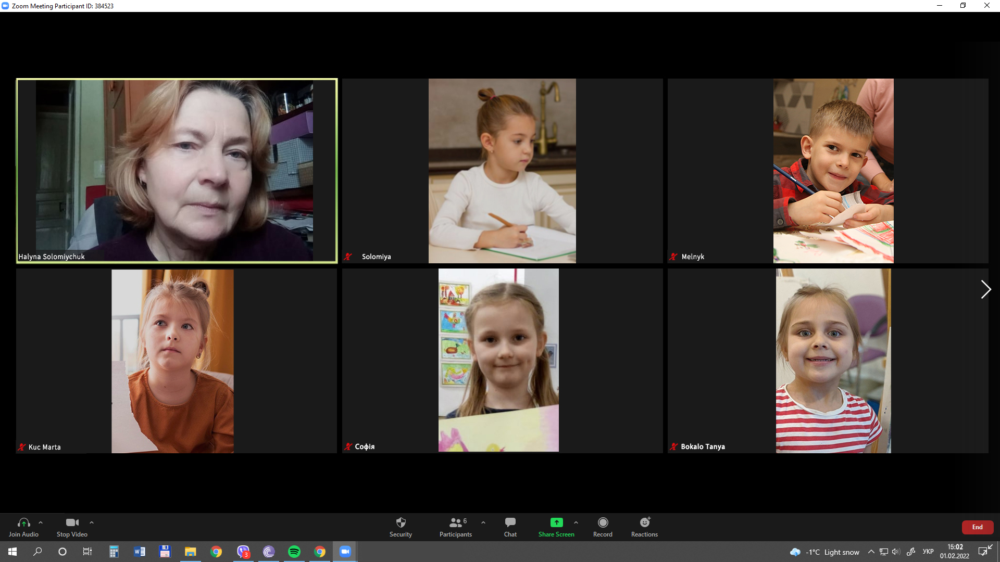 Zoom Meeting Participant ID: 384523
Halyna Solomiychuk
Solomiya
Melnyk
Kuc Marta
Софія
Bokalo Tanya
Join Audio
Stop Video
Security
6
Participants
Chat
Share Screen
Record
Reactions
End
3
-1°C Light snow
УКР
15:02
01.02.2022